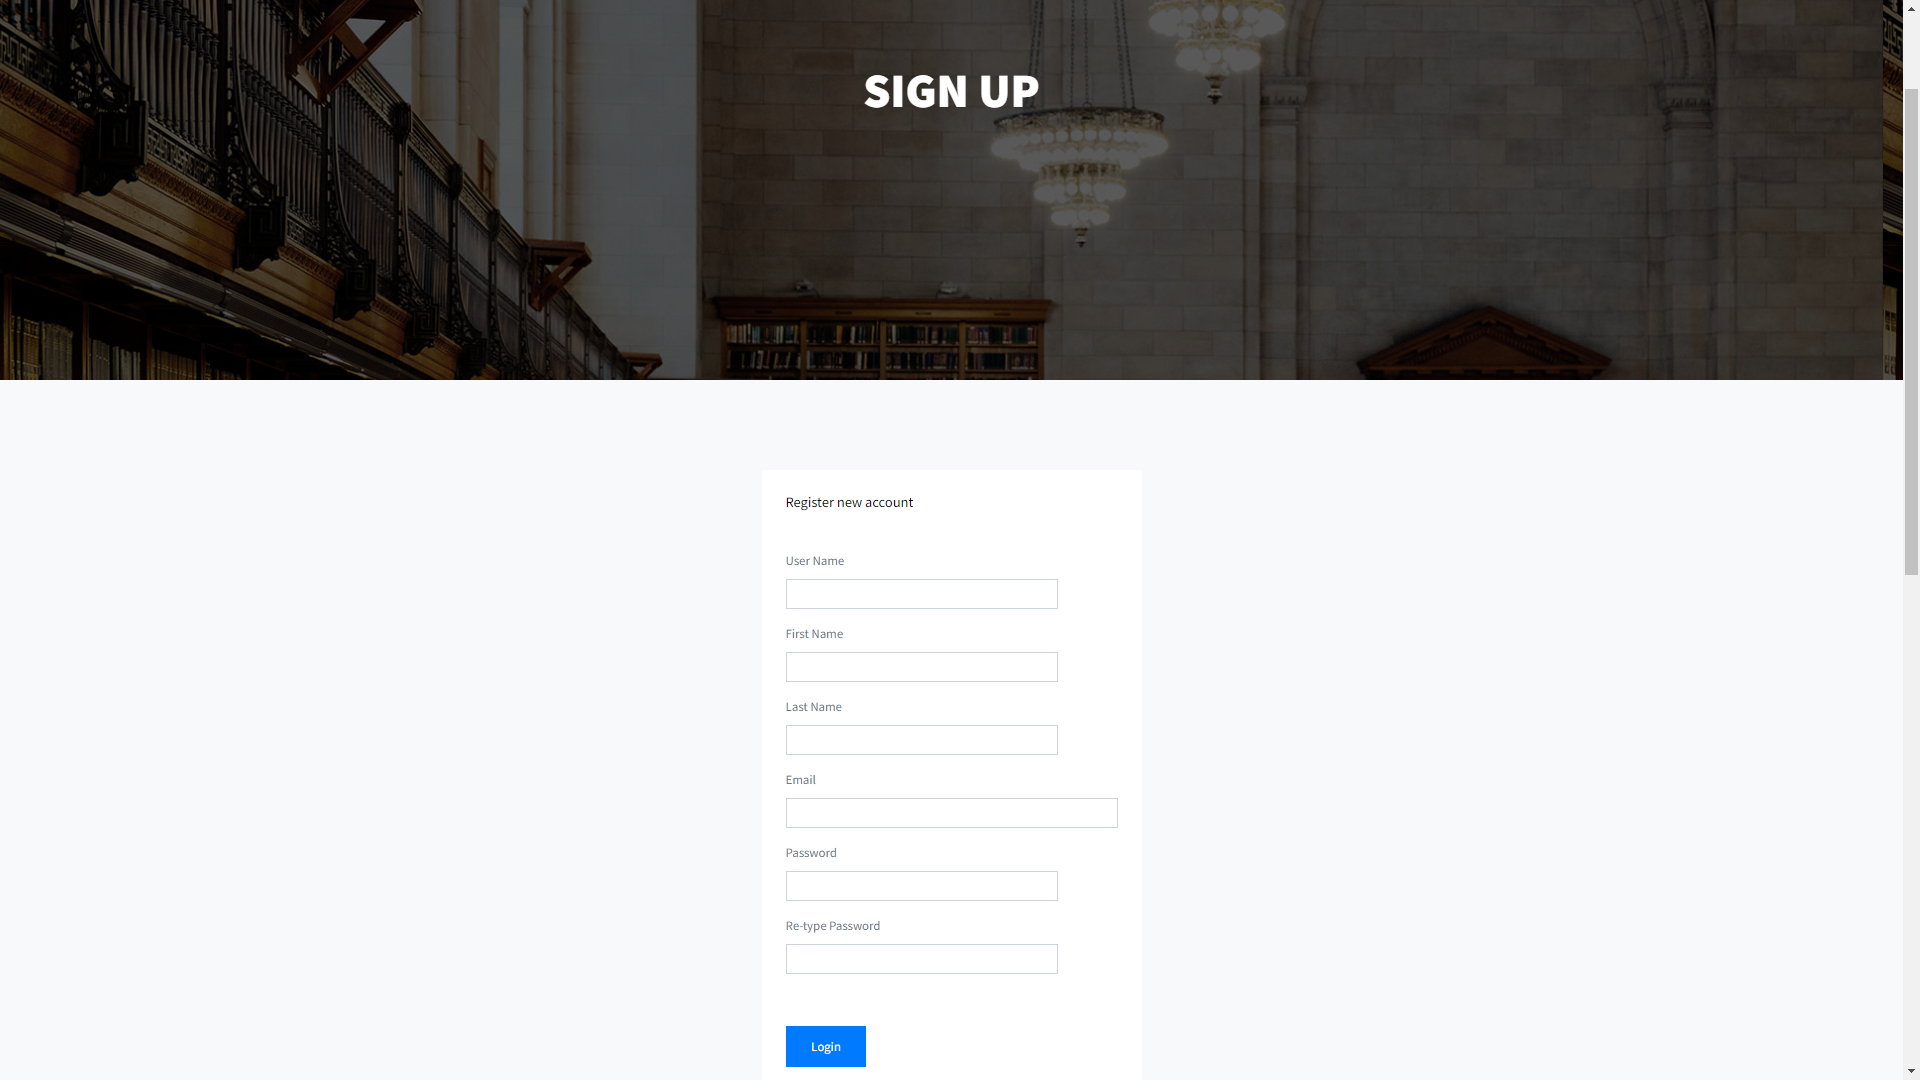 SIGN UP
Register new account
User Name
First Name
Last Name
Email
Password
Re-type Password
Login